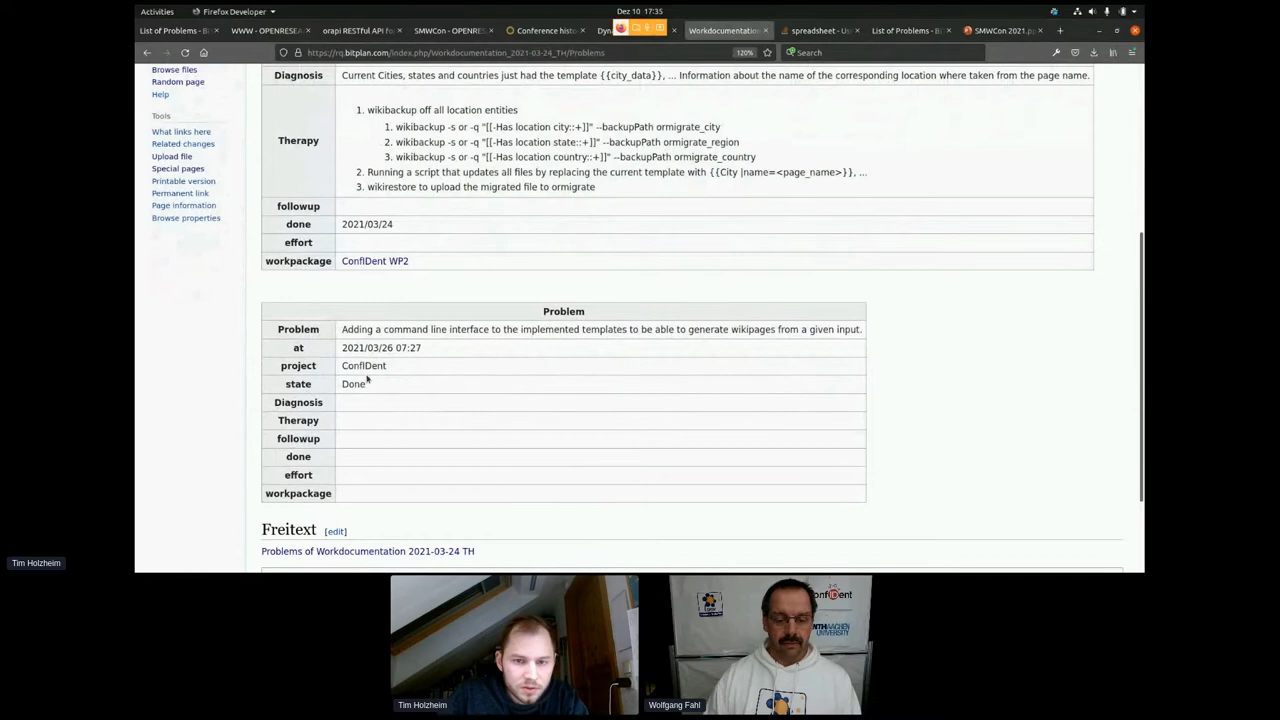 Activities
Firefox Developer
Dez 10 17:35
List of Problems - Bi
WWW - OPENRESEA
orapi RESTful API fo
SMWCon - OPENRES
Conference histo
Workdocumentation
spreadsheet - Us
List of Problems - Bi
SMWCon 2021.pp
https://rq.bitplan.com/index.php/Workdocumentation_2021-03-24_TH/Problems
120%
Search
Browse files
Random page
Help
Tools
What links here
Related changes
Upload file
Special pages
Printable version
Permanent link
Page information
Browse properties
Diagnosis Current Cities, states and countries just had the template {{city_data}}, ... Information about the name of the corresponding location where taken from the page name.
Therapy
1. wikibackup off all location entities
1. wikibackup -s or -q "[[-Has location city::+]]" --backupPath ormigrate_city
2. wikibackup -s or -q "[[-Has location state::+]]" --backupPath ormigrate_region
3. wikibackup -s or -q "[[-Has location country::+]]" --backupPath ormigrate_country
2. Running a script that updates all files by replacing the current template with {{City |name=<page_name>}}, ...
3. wikirestore to upload the migrated file to ormigrate
followup
done 2021/03/24
effort
workpackage ConfIDent WP2
Problem
Problem Adding a command line interface to the implemented templates to be able to generate wikipages from a given input.
at 2021/03/26 07:27
project ConfIDent
state Done
Diagnosis
Therapy
followup
done
effort
workpackage
Freitext [edit]
Problems of Workdocumentation 2021-03-24 TH
Tim Holzheim
Tim Holzheim
Wolfgang Fahl
UNIVERSITY